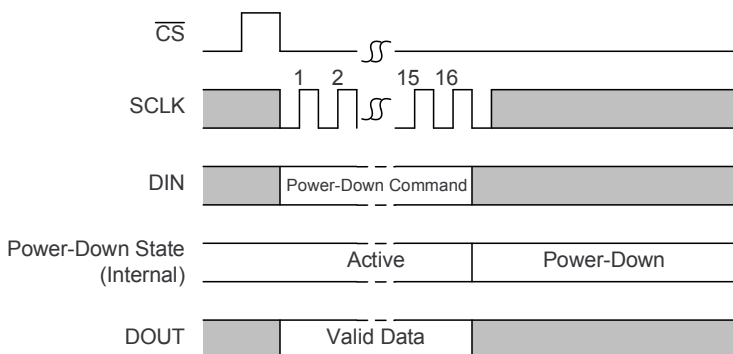 CS
1 2 15 16
SCLK
DIN Power-Down Command
Power-Down State
(Internal)
Active Power-Down
DOUT Valid Data